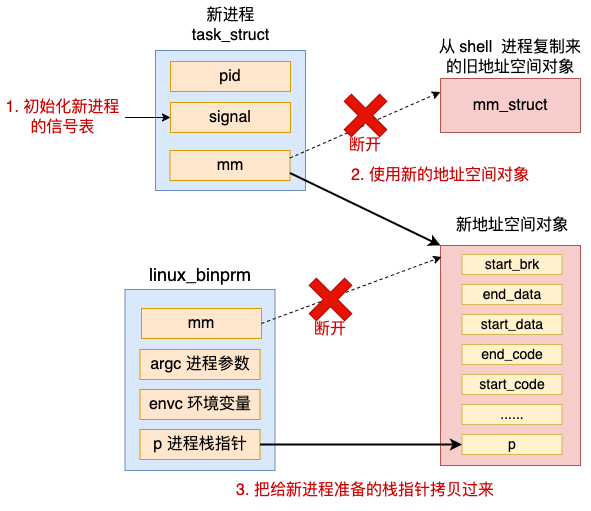 新进程
task_struct
pid
signal
mm
1. 初始化新进程
的信号表
断开
从 shell 进程复制来
的旧地址空间对象
mm_struct
2. 使用新的地址空间对象
新地址空间对象
start_brk
end_data
start_data
end_code
start_code
......
p
linux_binprm
mm
argc 进程参数
envc 环境变量
p 进程栈指针
断开
3. 把给新进程准备的栈指针拷贝过来